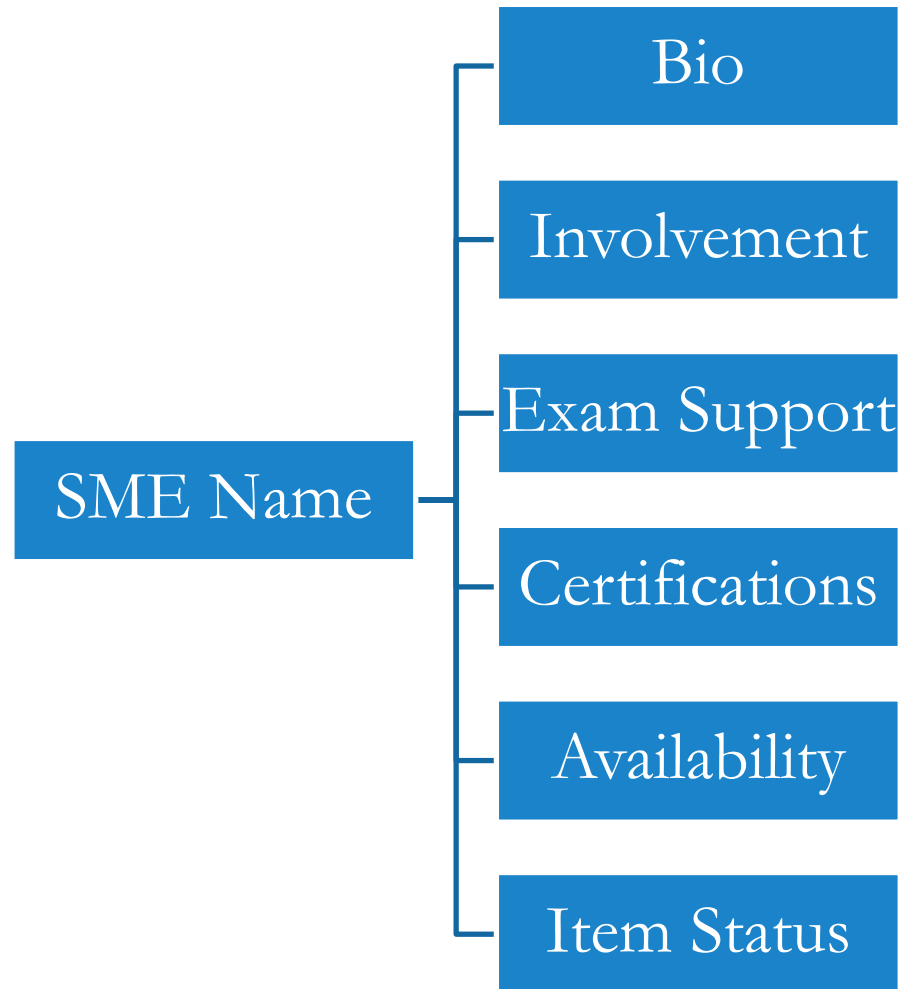 Bio
Involvement
Exam Support
SME Name
Certifications
Availability
Item Status